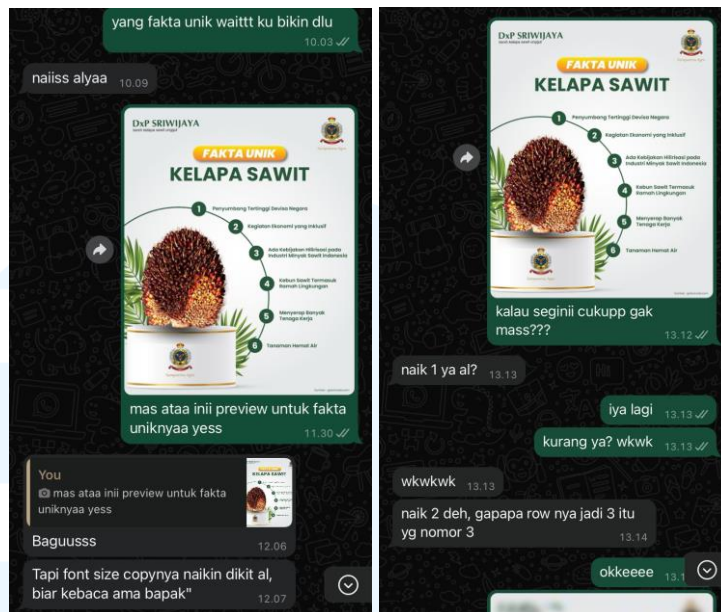 yang fakta unik waittt ku bikin dlu
10.03
naiiss alyaa 10.09
DxP SRIWIJAYA
FAKTA UNIK
KELAPA SAWIT
1 Penyumbang Tertinggi Devisa Negara
2 Kegiatan Ekonomi yang Inklusif
3 Ada Kebijakan Hilirisasi pada
Industri Minyak Sawit Indonesia
4 Kebun Sawit Termasuk
Ramah Lingkungan
5 Menyerap Banyak
Tenaga Kerja
6 Tanaman Hemat Air
mas ataa inii preview untuk fakta
uniknyaa yess
11.30
You
mas ataa inii preview untuk fakta
uniknyaa yess
Baguusss
12.06
Tapi font size copynya naikin dikit al,
biar kebaca ama bapak"
12.07
DxP SRIWIJAYA
FAKTA UNIK
KELAPA SAWIT
1 Penyumbang Tertinggi Devisa Negara
2 Kegiatan Ekonomi yang Inklusif
3 Ada Kebijakan Hilirisasi pada
Industri Minyak Sawit Indonesia
4 Kebun Sawit Termasuk
Ramah Lingkungan
5 Menyerap Banyak
Tenaga Kerja
6 Tanaman Hemat Air
kalau seginii cukupp gak
mass???
13.12
naik 1 ya al? 13.13
iya lagi 13.13
kurang ya? wkwk 13.13
wkwkwk 13.13
naik 2 deh, gapapa row nya jadi 3 itu
yg nomor 3
13.14
okkeeee